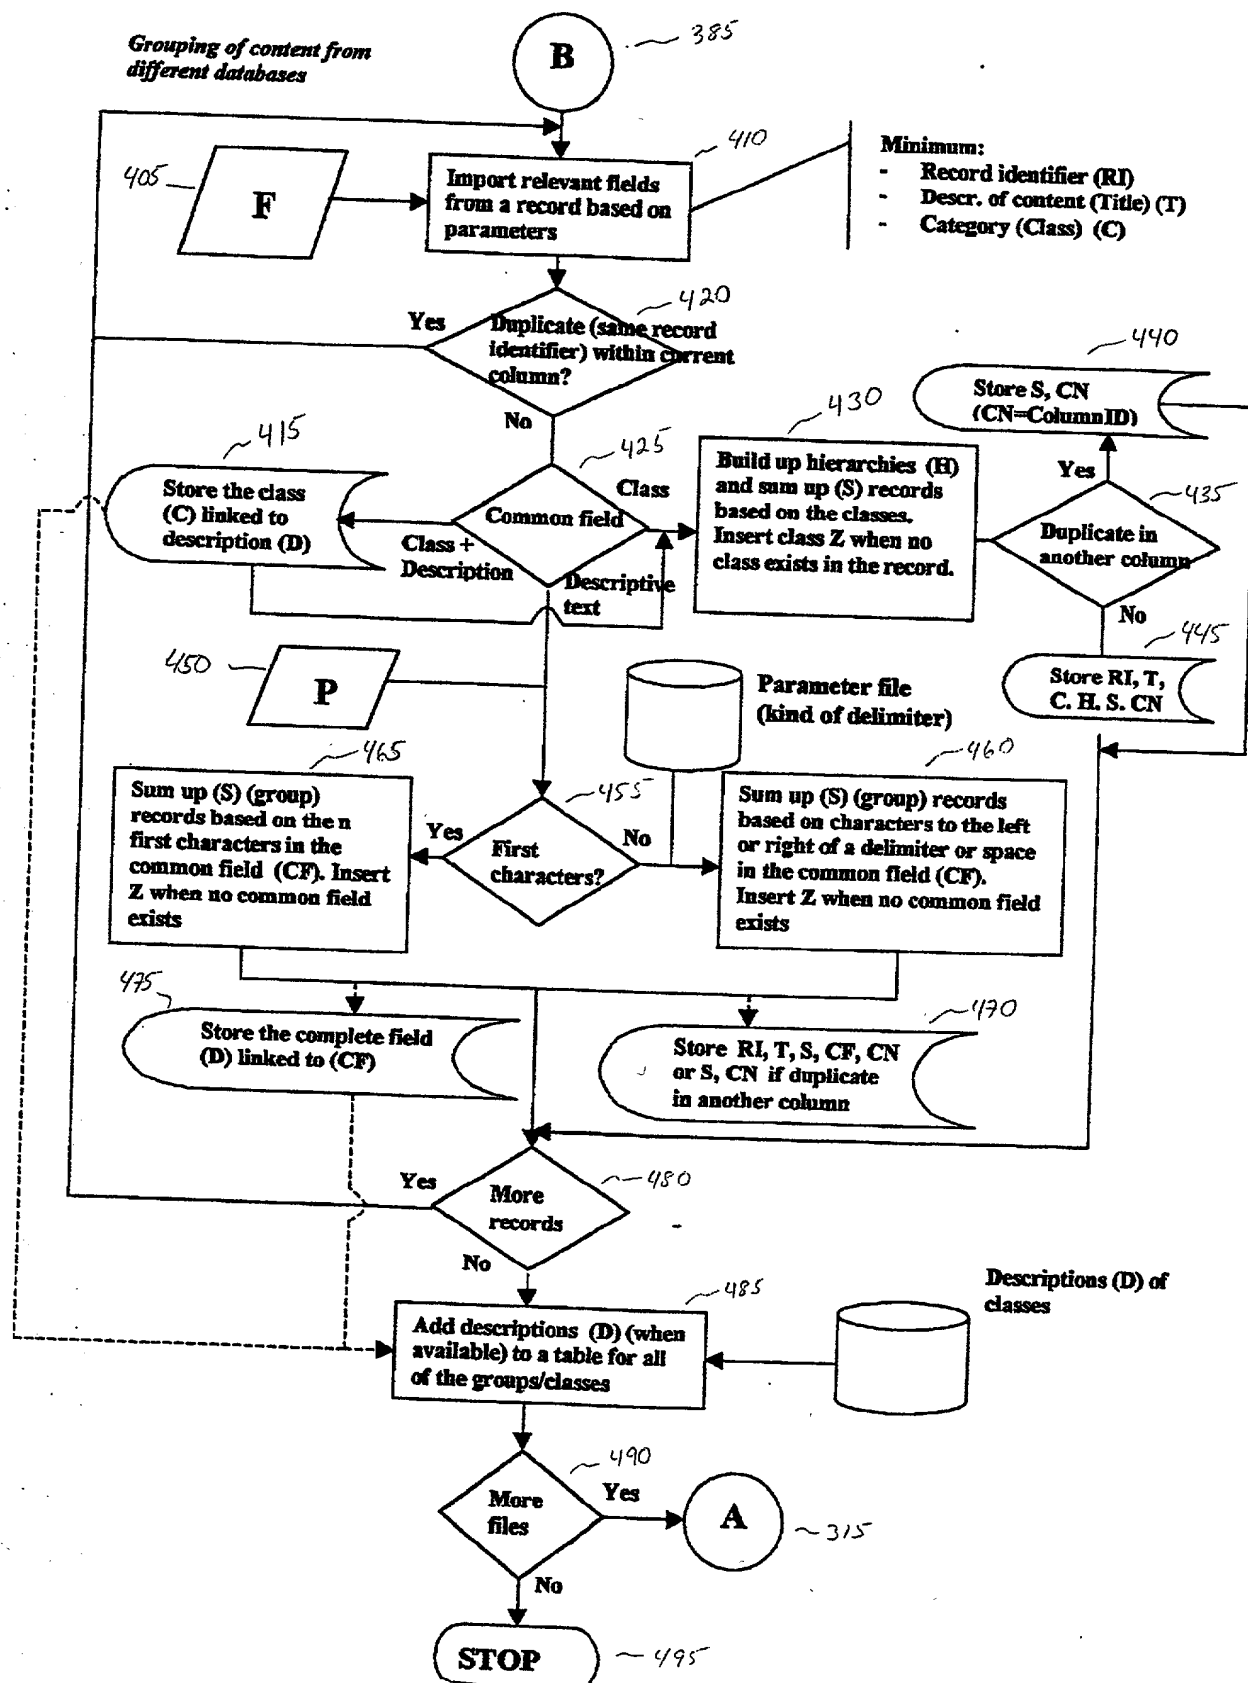 Grouping of content from
different databases
B
385
410
405
F
Import relevant fields
from a record based on
parameters
Minimum:
- Record identifier (RI)
- Descr. of content (Title) (T)
- Category (Class) (C)
420
Yes
Duplicate (same record
identifier) within current
column?
No
440
Store S, CN
(CN=ColumnID)
415
Store the class
(C) linked to
description (D)
425
Common field
Class
Class +
Description
Descriptive
text
430
Build up hierarchies (H)
and sum up (S) records
based on the classes.
Insert class Z when no
class exists in the record.
Yes
435
Duplicate in
another column
No
445
Store RI, T,
C. H. S. CN
450
P
Parameter file
(kind of delimiter)
465
Sum up (S) (group)
records based on the n
first characters in the
common field (CF). Insert
Z when no common field
exists
455
Yes
First
characters?
No
460
Sum up (S) (group) records
based on characters to the left
or right of a delimiter or space
in the common field (CF).
Insert Z when no common field
exists
475
Store the complete field
(D) linked to (CF)
470
Store RI, T, S, CF, CN
or S, CN if duplicate
in another column
Yes
480
More
records
No
485
Add descriptions (D) (when
available) to a table for all
of the groups/classes
Descriptions (D) of
classes
490
More
files
Yes
A
315
No
STOP
495